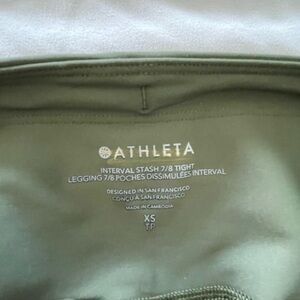 ATHLETA
INTERVAL STASH 7/8 TIGHT
LEGGING 7/8 POCHES DISSIMULÉES INTERVAL
DESIGNED IN SAN FRANCISCO
CONÇU À SAN FRANCISCO
MADE IN CAMBODIA
XS
TP